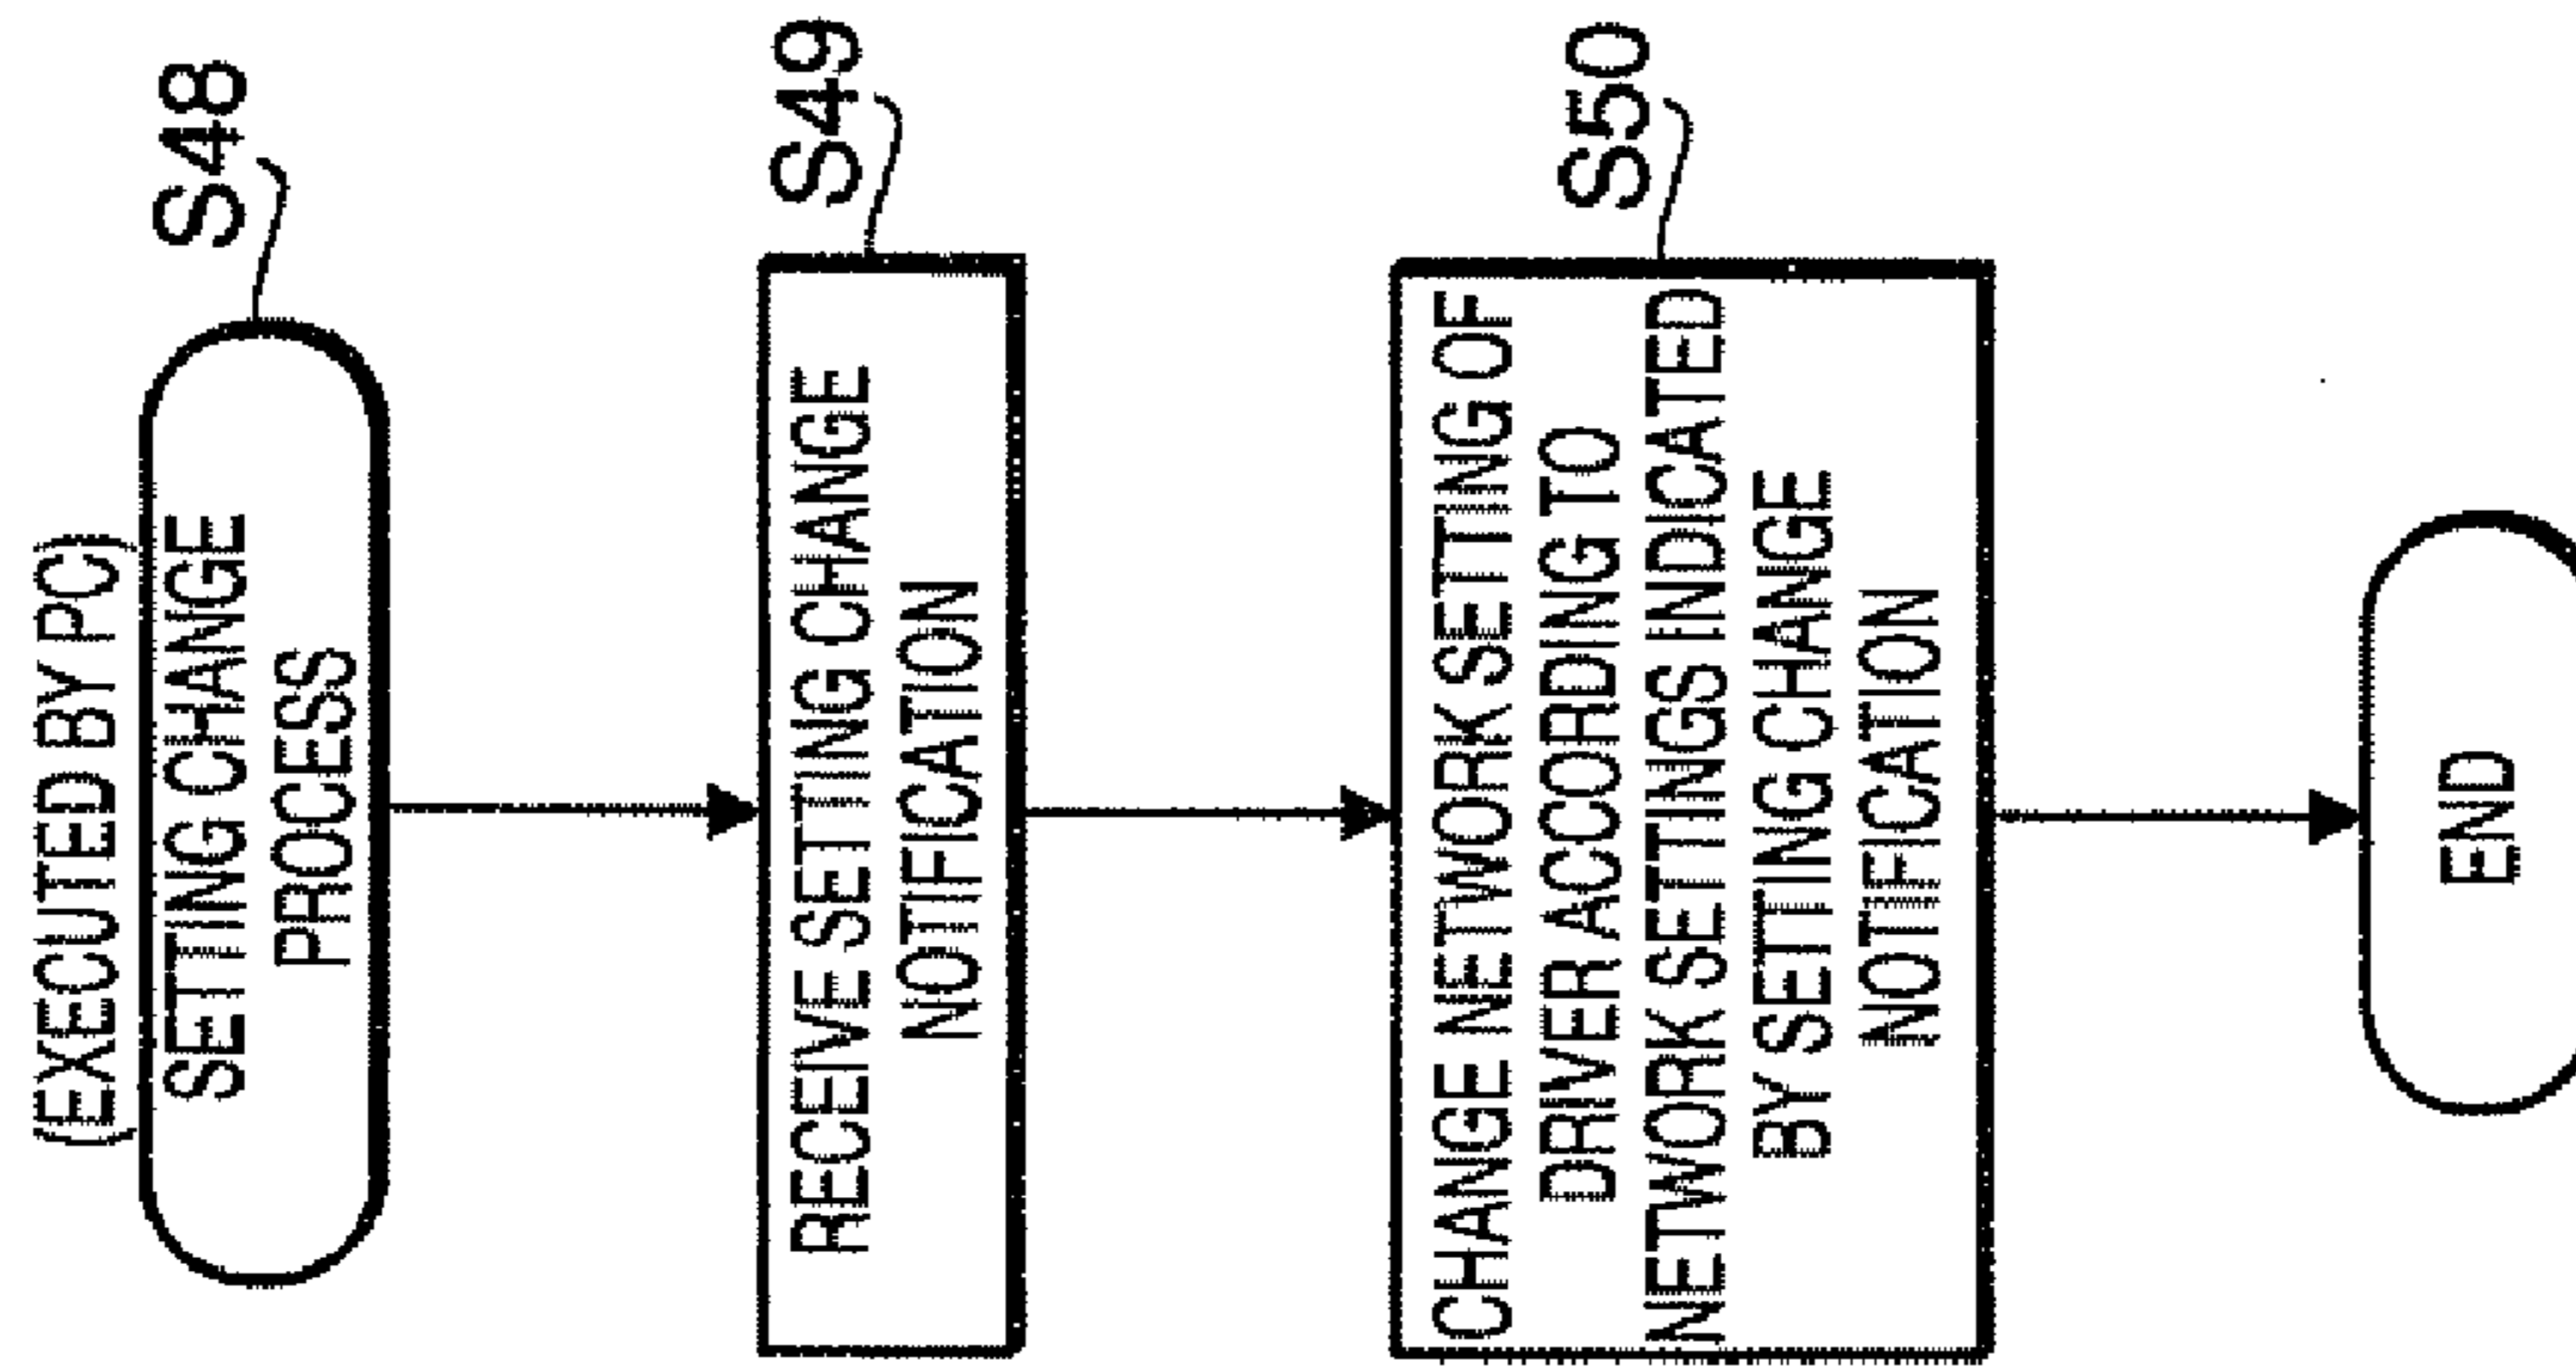 (EXECUTED BY PC)
SETTING CHANGE
PROCESS
S48
RECEIVE SETTING CHANGE
NOTIFICATION
S49
CHANGE NETWORK SETTING OF
DRIVER ACCORDING TO
NETWORK SETTINGS INDICATED
BY SETTING CHANGE
NOTIFICATION
S50
END